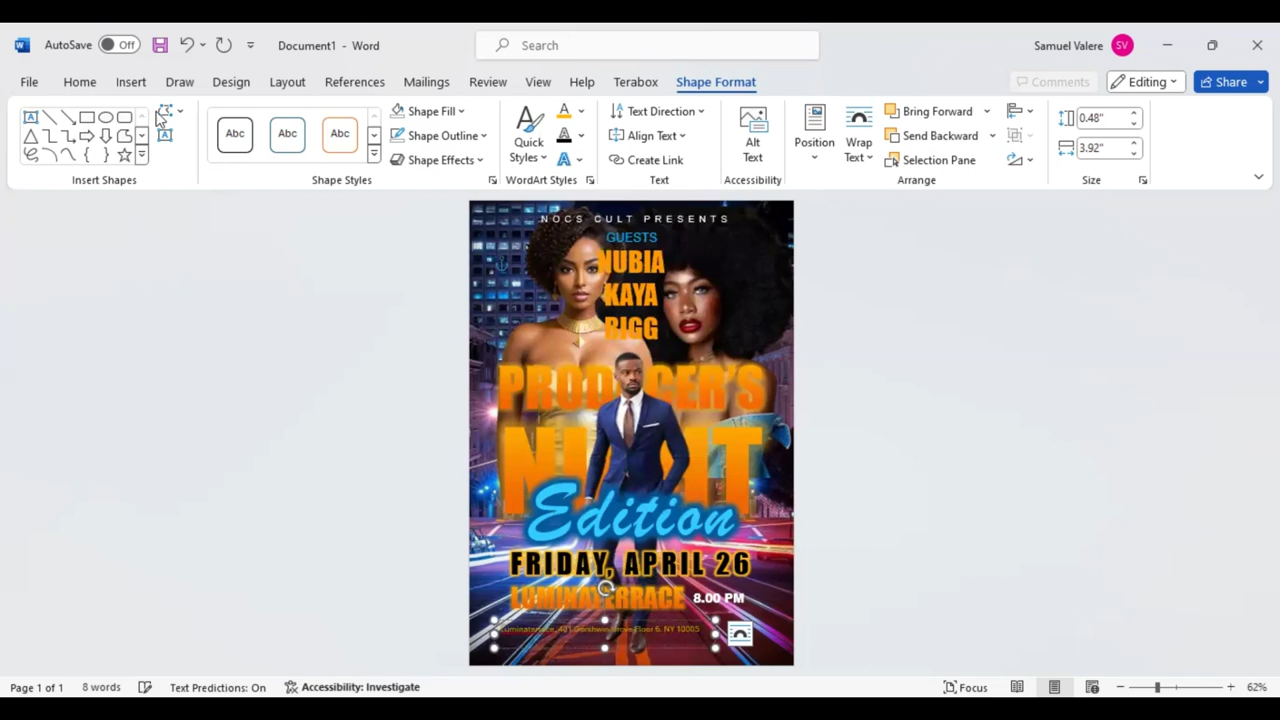 AutoSave Off Document1 - Word Search Samuel Valere SV
File Home Insert Draw Design Layout References Mailings Review View Help Terabox Shape Format Comments Editing Share
Abc Abc Abc
Shape Fill
Shape Outline
Shape Effects
Quick Styles
Text Direction
Align Text
Create Link
Alt Text
Position
Wrap Text
Bring Forward
Send Backward
Selection Pane
0.48"
3.92"
Insert Shapes Shape Styles WordArt Styles Text Accessibility Arrange Size
NOCS CULT PRESENTS
GUESTS
NUBIA
KAYA
BIGG
Edition
FRIDAY, APRIL 26
8.00 PM
Page 1 of 1 8 words Text Predictions: On Accessibility: Investigate Focus 62%